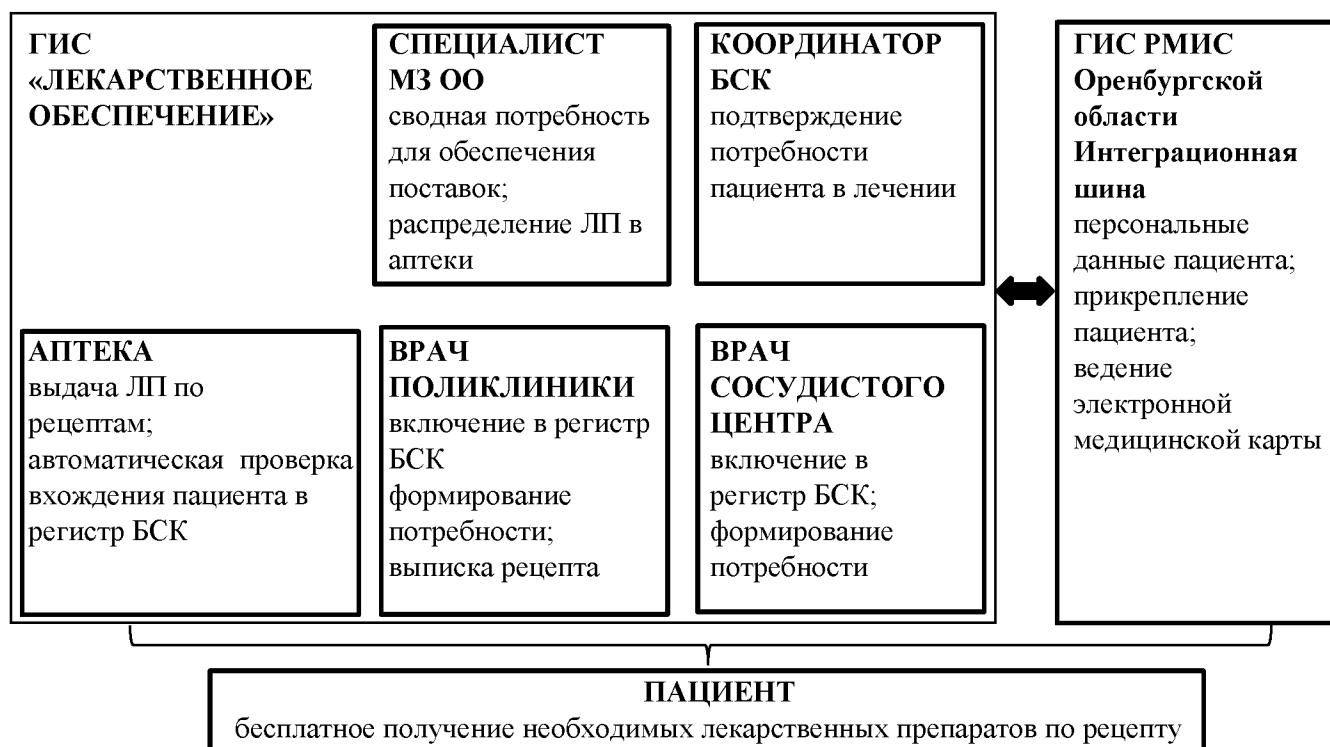 ГИС
«ЛЕКАРСТВЕННОЕ
ОБЕСПЕЧЕНИЕ»
СПЕЦИАЛИСТ
МЗ ОО
сводная потребность
для обеспечения
поставок;
распределение ЛП в
аптеки
КООРДИНАТОР
БСК
подтверждение
потребности
пациента в лечении
АПТЕКА
выдача ЛП по
рецептам;
автоматическая проверка
вхождения пациента в
регистр БСК
ВРАЧ
ПОЛИКЛИНИКИ
включение в регистр
БСК
формирование
потребности;
выписка рецепта
ВРАЧ
СОСУДИСТОГО
ЦЕНТРА
включение в
регистр БСК;
формирование
потребности
ГИС РМИС
Оренбургской
области
Интеграционная
шина
персональные
данные пациента;
прикрепление
пациента;
ведение
электронной
медицинской карты
ПАЦИЕНТ
бесплатное получение необходимых лекарственных препаратов по рецепту